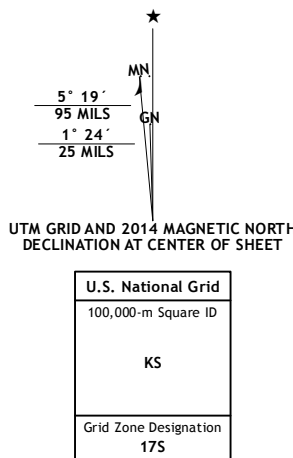 MN
5° 19´
95 MILS
GN
1° 24´
25 MILS
UTM GRID AND 2014 MAGNETIC NORTH
DECLINATION AT CENTER OF SHEET
U.S. National Grid
100,000-m Square ID
KS
Grid Zone Designation
17S